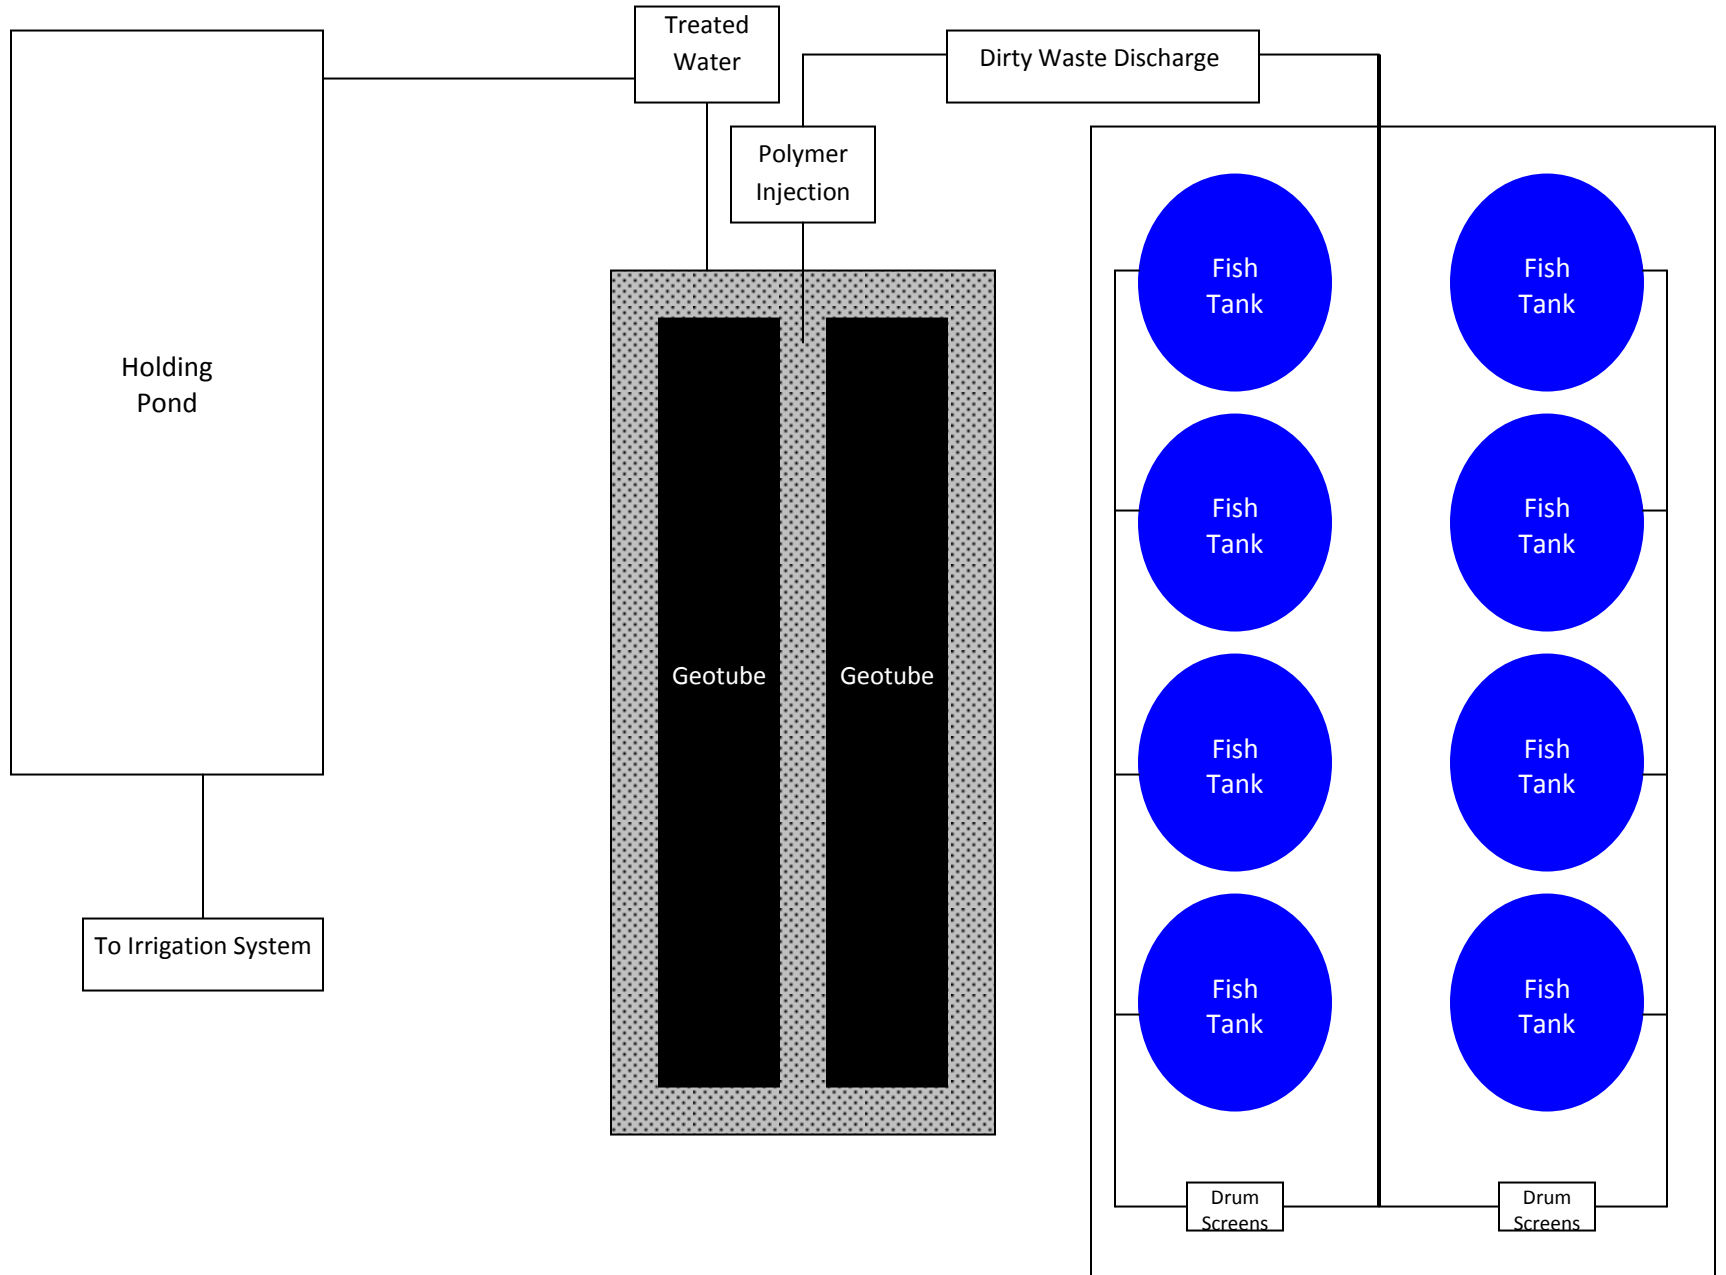 Treated
Water
Dirty Waste Discharge
Polymer
Injection
Holding
Pond
Fish
Tank
Fish
Tank
Fish
Tank
Fish
Tank
Geotube
Geotube
Fish
Tank
Fish
Tank
To Irrigation System
Fish
Tank
Fish
Tank
Drum
Screens
Drum
Screens